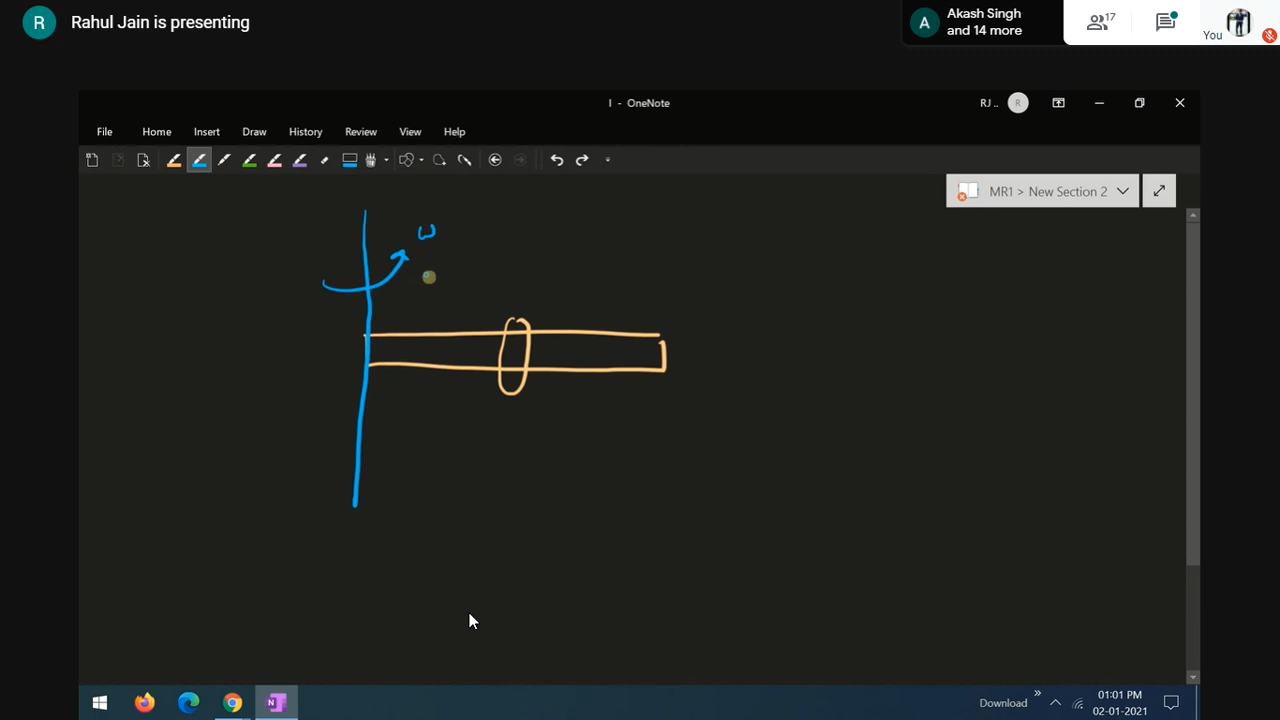 R Rahul Jain is presenting
A Akash Singh and 14 more
17
You
I - OneNote
RJ .. R
File Home Insert Draw History Review View Help
MR1 > New Section 2
ω
Download
01:01 PM
02-01-2021